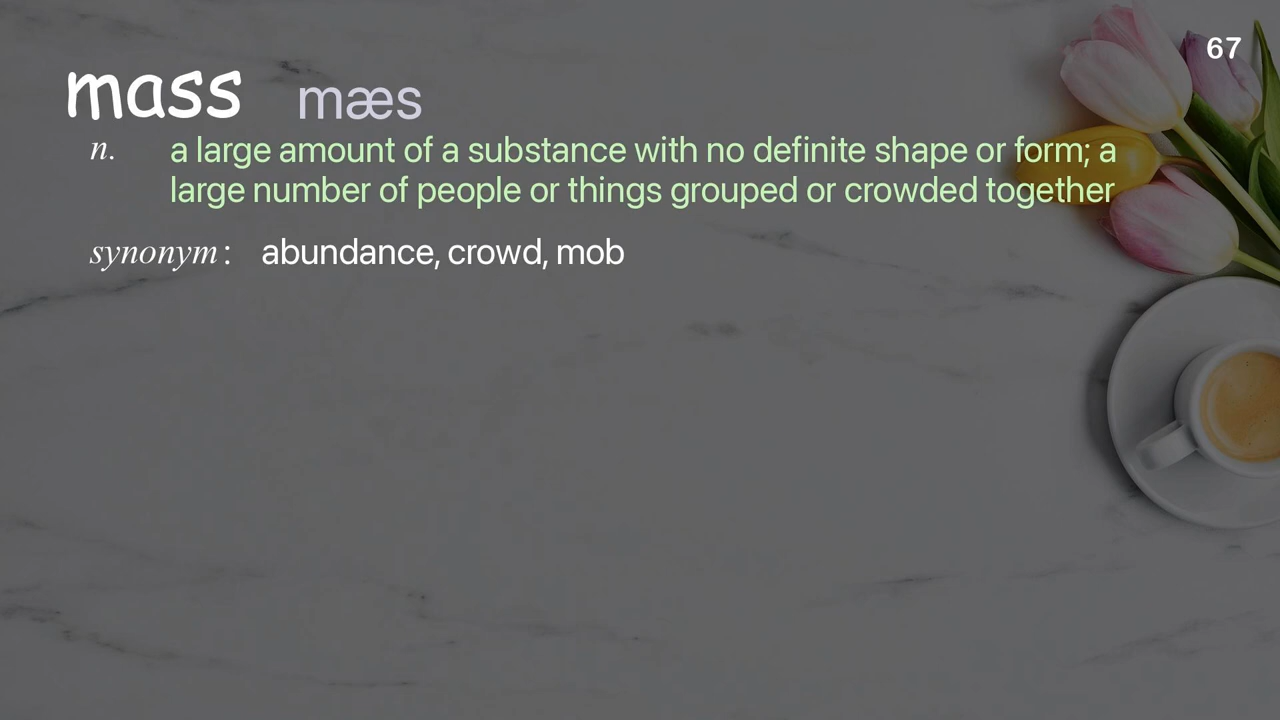 67
mass mæs
n. a large amount of a substance with no definite shape or form; a
large number of people or things grouped or crowded together
synonym : abundance, crowd, mob